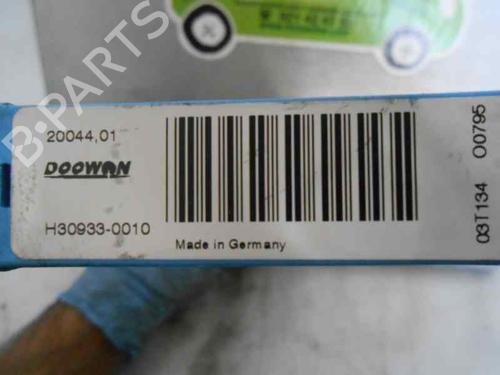 20044,01
DOOWON
H30933-0010
Made in Germany
03T134 O0795
B-PARTS